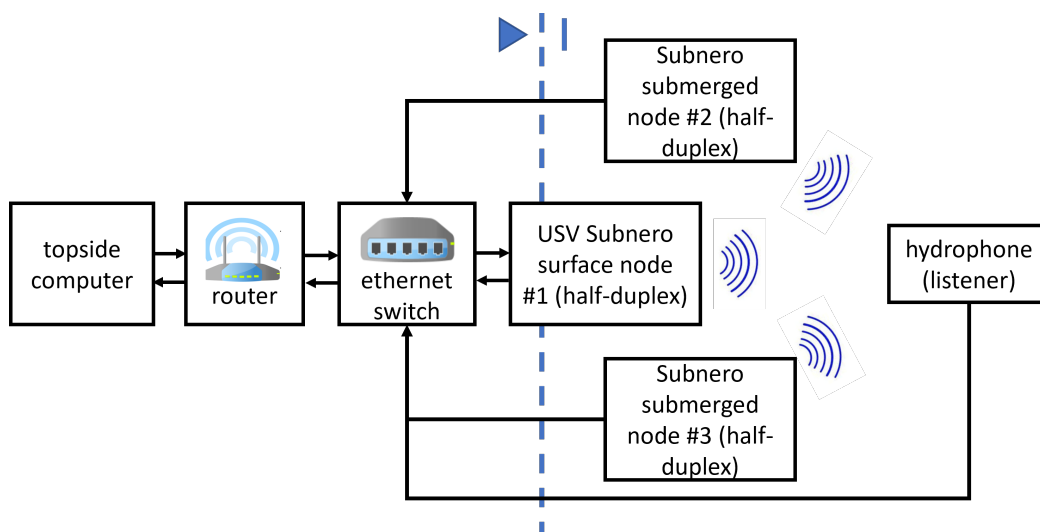 Subnero
submerged
node #2 (half-
duplex)
topside
computer
router
ethernet
switch
USV Subnero
surface node
#1 (half-duplex)
hydrophone
(listener)
Subnero
submerged
node #3 (half-
duplex)